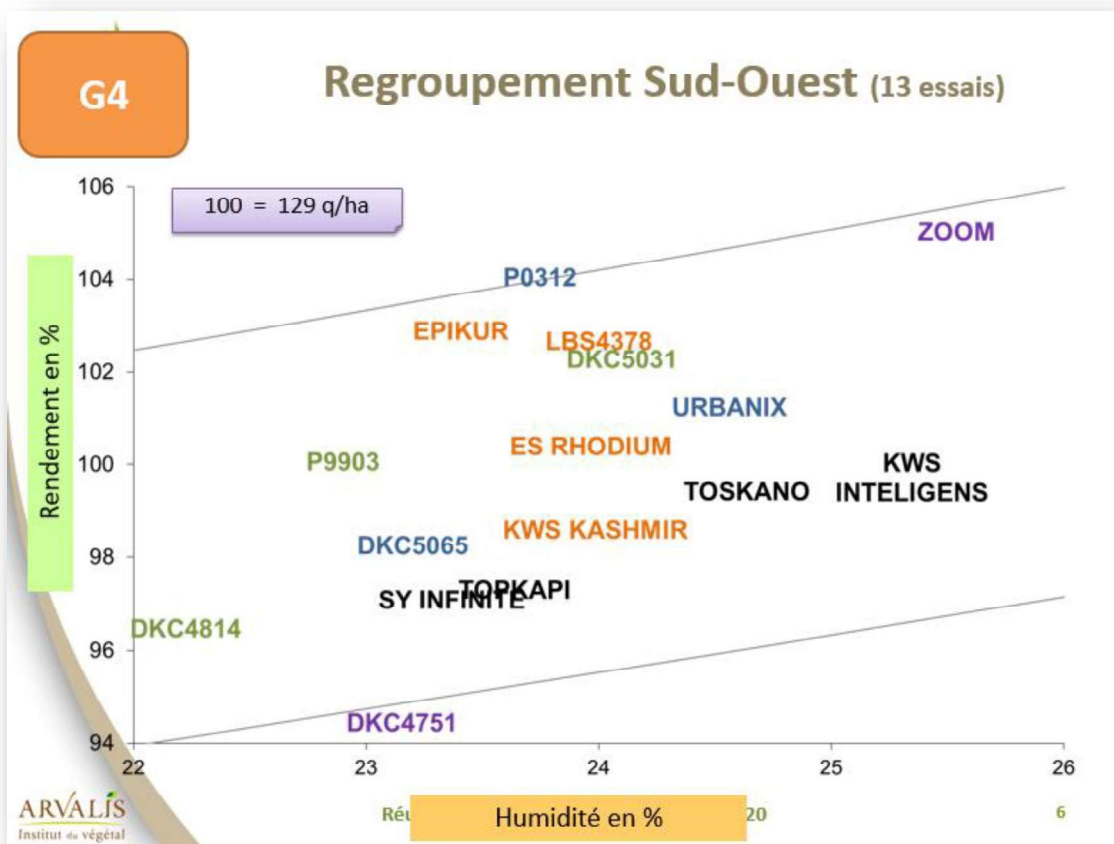 G4
Regroupement Sud-Ouest (13 essais)
106
100 = 129 q/ha
ZOOM
104
P0312
EPIKUR
LBS4378
DKC5031
102
URBANIX
ES RHODIUM
P9903
100
KWS
INTELIGENS
TOSKANO
KWS KASHMIR
98
DKC5065
TOPKAPI
SY INFINITE
DKC4814
96
DKC4751
94
22
23
24
25
26
Rendement en %
Humidité en %
20
6
ARVALIS
Institut du végétal